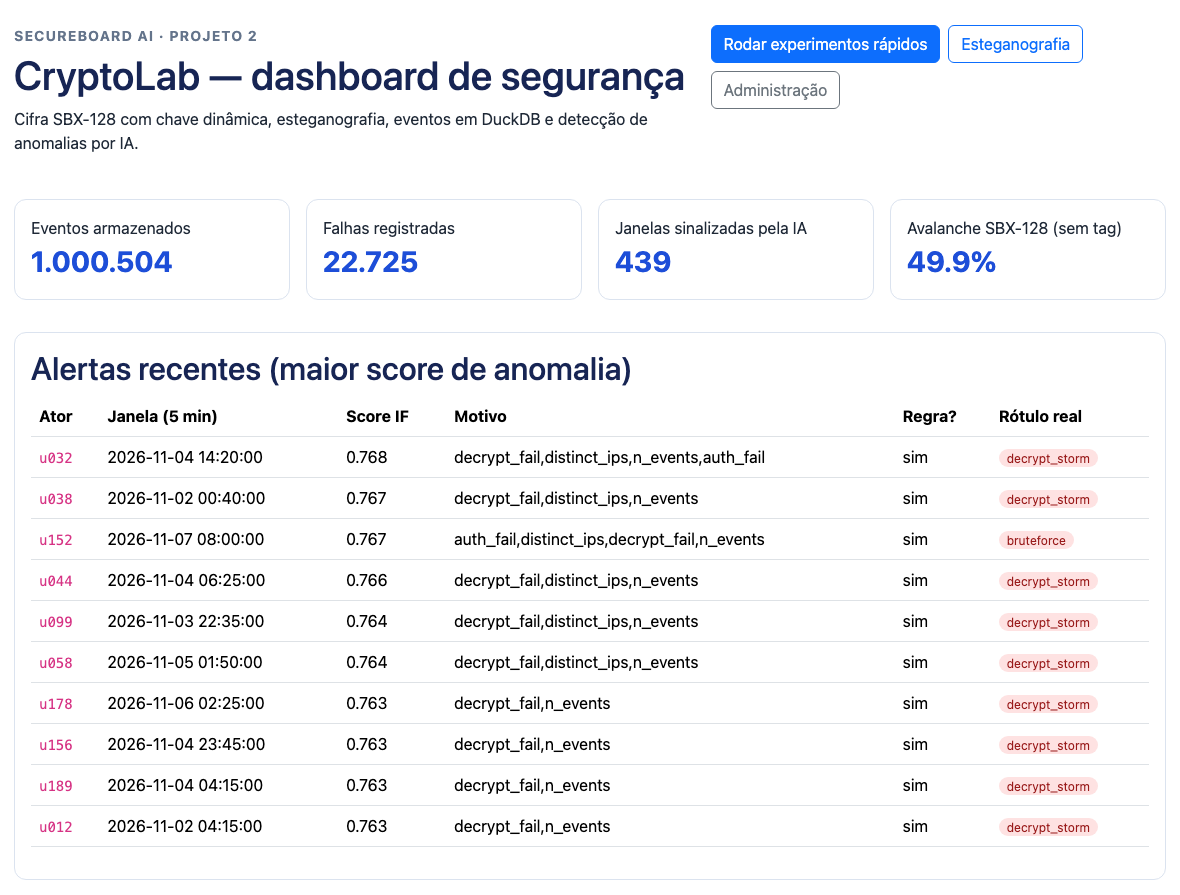 SECUREBOARD AI · PROJETO 2
CryptoLab — dashboard de segurança
Cifra SBX-128 com chave dinâmica, esteganografia, eventos em DuckDB e detecção de
anomalias por IA.
Rodar experimentos rápidos
Esteganografia
Administração
Eventos armazenados
1.000.504
Falhas registradas
22.725
Janelas sinalizadas pela IA
439
Avalanche SBX-128 (sem tag)
49.9%
Alertas recentes (maior score de anomalia)
Ator Janela (5 min) Score IF Motivo Regra? Rótulo real
u032 2026-11-04 14:20:00 0.768 decrypt_fail,distinct_ips,n_events,auth_fail sim decrypt_storm
u038 2026-11-02 00:40:00 0.767 decrypt_fail,distinct_ips,n_events sim decrypt_storm
u152 2026-11-07 08:00:00 0.767 auth_fail,distinct_ips,decrypt_fail,n_events sim bruteforce
u044 2026-11-04 06:25:00 0.766 decrypt_fail,distinct_ips,n_events sim decrypt_storm
u099 2026-11-03 22:35:00 0.764 decrypt_fail,distinct_ips,n_events sim decrypt_storm
u058 2026-11-05 01:50:00 0.764 decrypt_fail,distinct_ips,n_events sim decrypt_storm
u178 2026-11-06 02:25:00 0.763 decrypt_fail,n_events sim decrypt_storm
u156 2026-11-04 23:45:00 0.763 decrypt_fail,n_events sim decrypt_storm
u189 2026-11-04 04:15:00 0.763 decrypt_fail,n_events sim decrypt_storm
u012 2026-11-02 04:15:00 0.763 decrypt_fail,n_events sim decrypt_storm